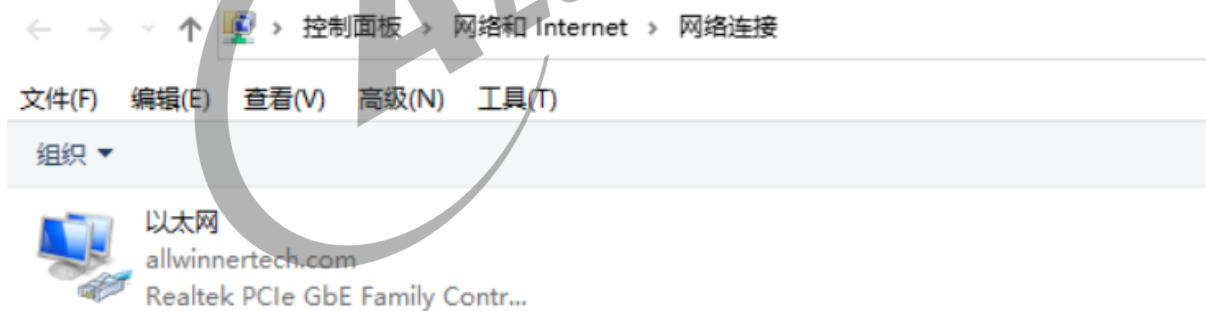 控制面板 › 网络和 Internet › 网络连接
文件(F) 编辑(E) 查看(V) 高级(N) 工具(T)
组织
以太网
allwinnertech.com
Realtek PCIe GbE Family Contr...